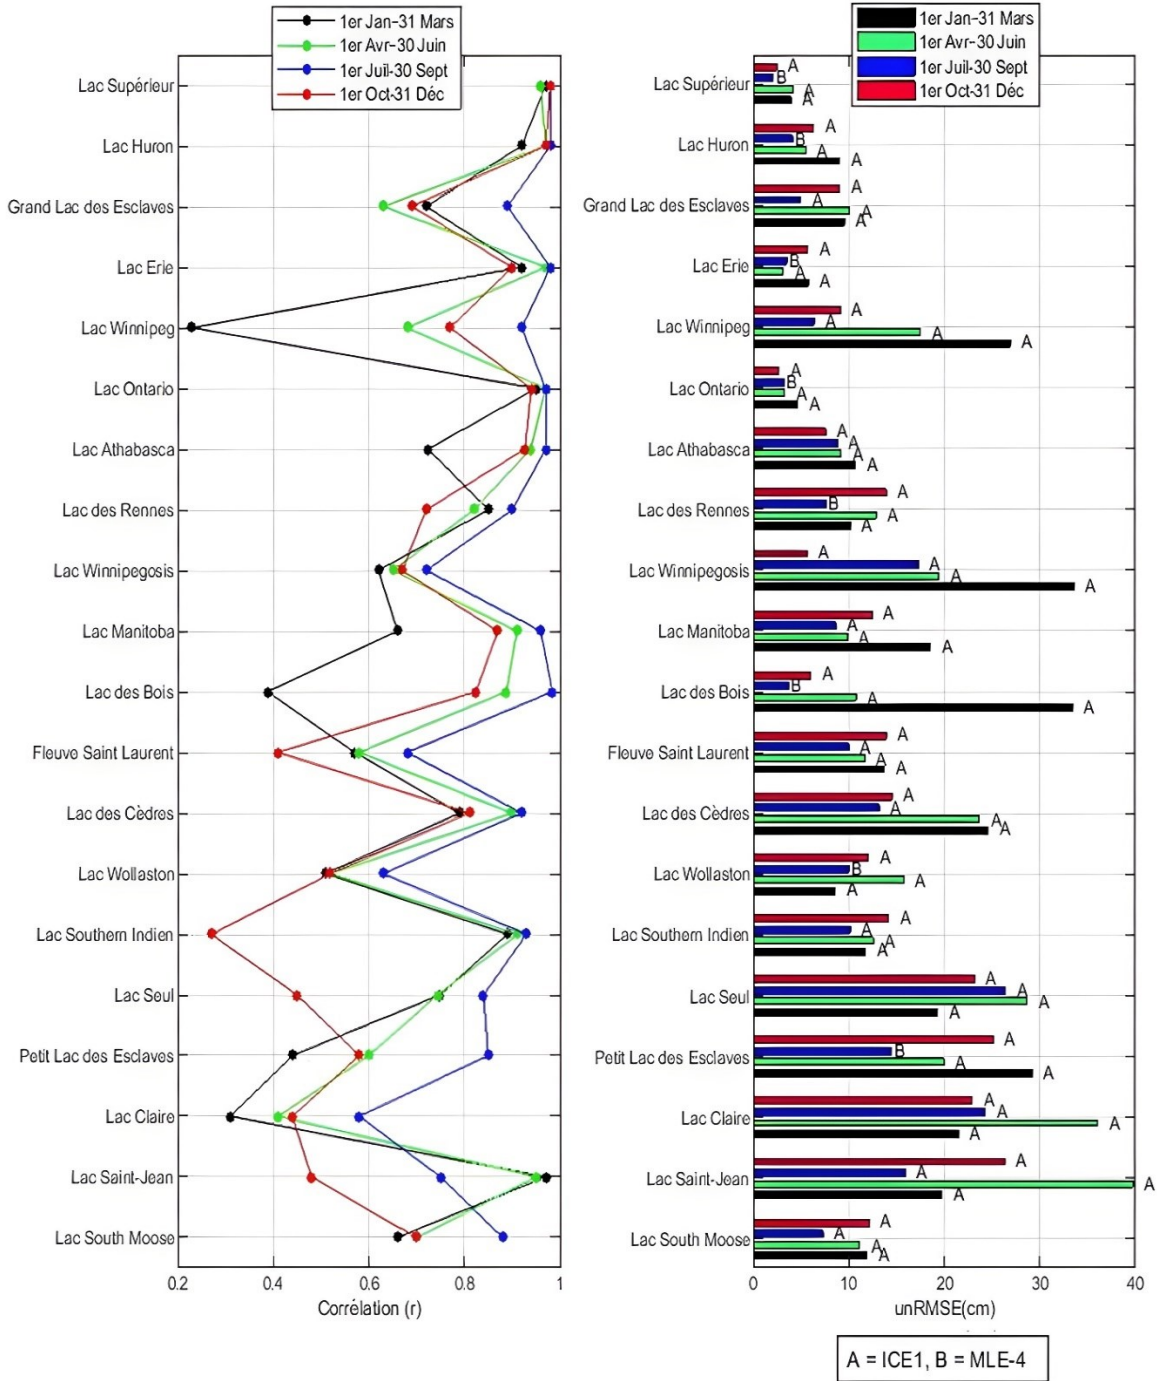 1er Jan–31 Mars
1er Avr–30 Juin
1er Juil-30 Sept
1er Oct-31 Déc
Lac Supérieur
Lac Huron
Grand Lac des Esclaves
Lac Erie
Lac Winnipeg
Lac Ontario
Lac Athabasca
Lac des Rennes
Lac Winnipegosis
Lac Manitoba
Lac des Bois
Fleuve Saint Laurent
Lac des Cèdres
Lac Wollaston
Lac Southern Indien
Lac Seul
Petit Lac des Esclaves
Lac Claire
Lac Saint-Jean
Lac South Moose
0.2 0.4 0.6 0.8 1
Corrélation (r)
1er Jan–31 Mars
1er Avr–30 Juin
1er Juil-30 Sept
1er Oct-31 Déc
Lac Supérieur
A
B
A
A
Lac Huron
A
B
A
A
Grand Lac des Esclaves
A
A
A
A
Lac Erie
A
B
A
A
Lac Winnipeg
A
A
A
A
Lac Ontario
A
B
A
A
Lac Athabasca
A
A
A
A
Lac des Rennes
A
B
A
A
Lac Winnipegosis
A
A
A
A
Lac Manitoba
A
A
A
A
Lac des Bois
A
B
A
A
Fleuve Saint Laurent
A
A
A
A
Lac des Cèdres
A
A
A
A
Lac Wollaston
A
B
A
A
Lac Southern Indien
A
A
A
A
Lac Seul
A
A
A
A
Petit Lac des Esclaves
A
B
A
A
Lac Claire
A
A
A
A
Lac Saint-Jean
A
A
A
A
Lac South Moose
A
A
A
A
0 10 20 30 40
unRMSE(cm)
A = ICE1, B = MLE-4